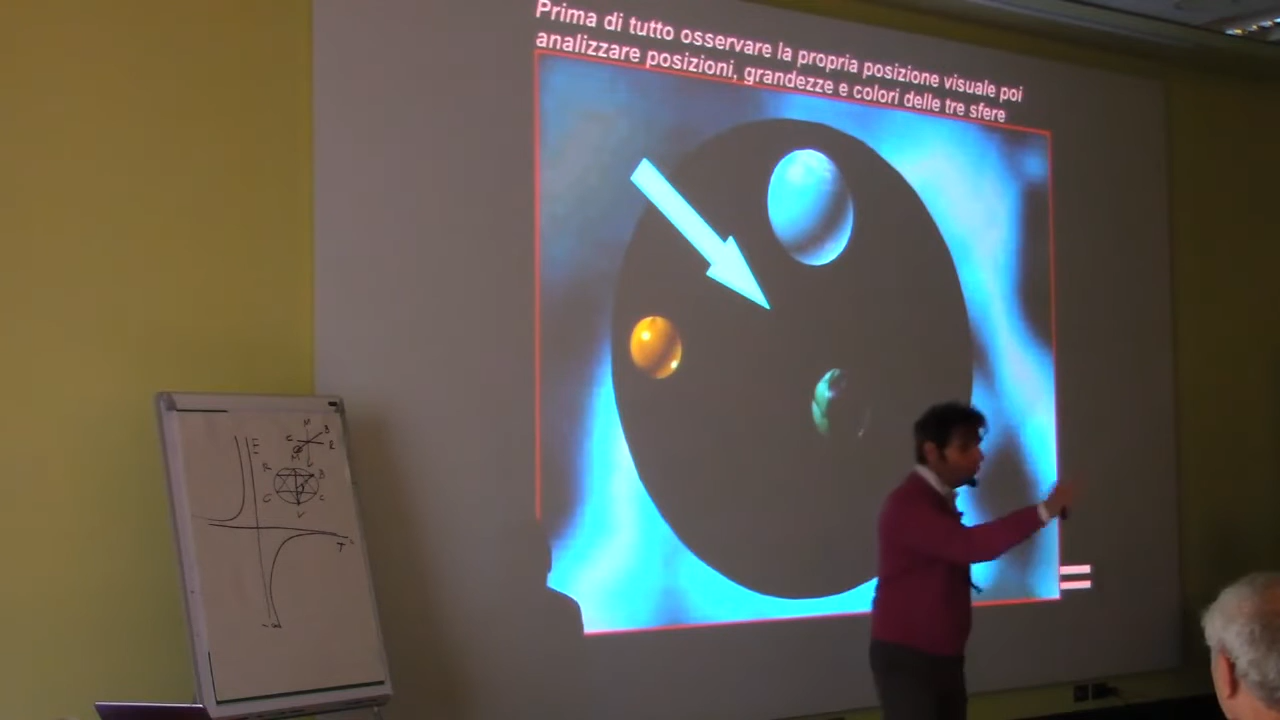 Prima di tutto osservare la propria posizione visuale poi
analizzare posizioni, grandezze e colori delle tre sfere
=